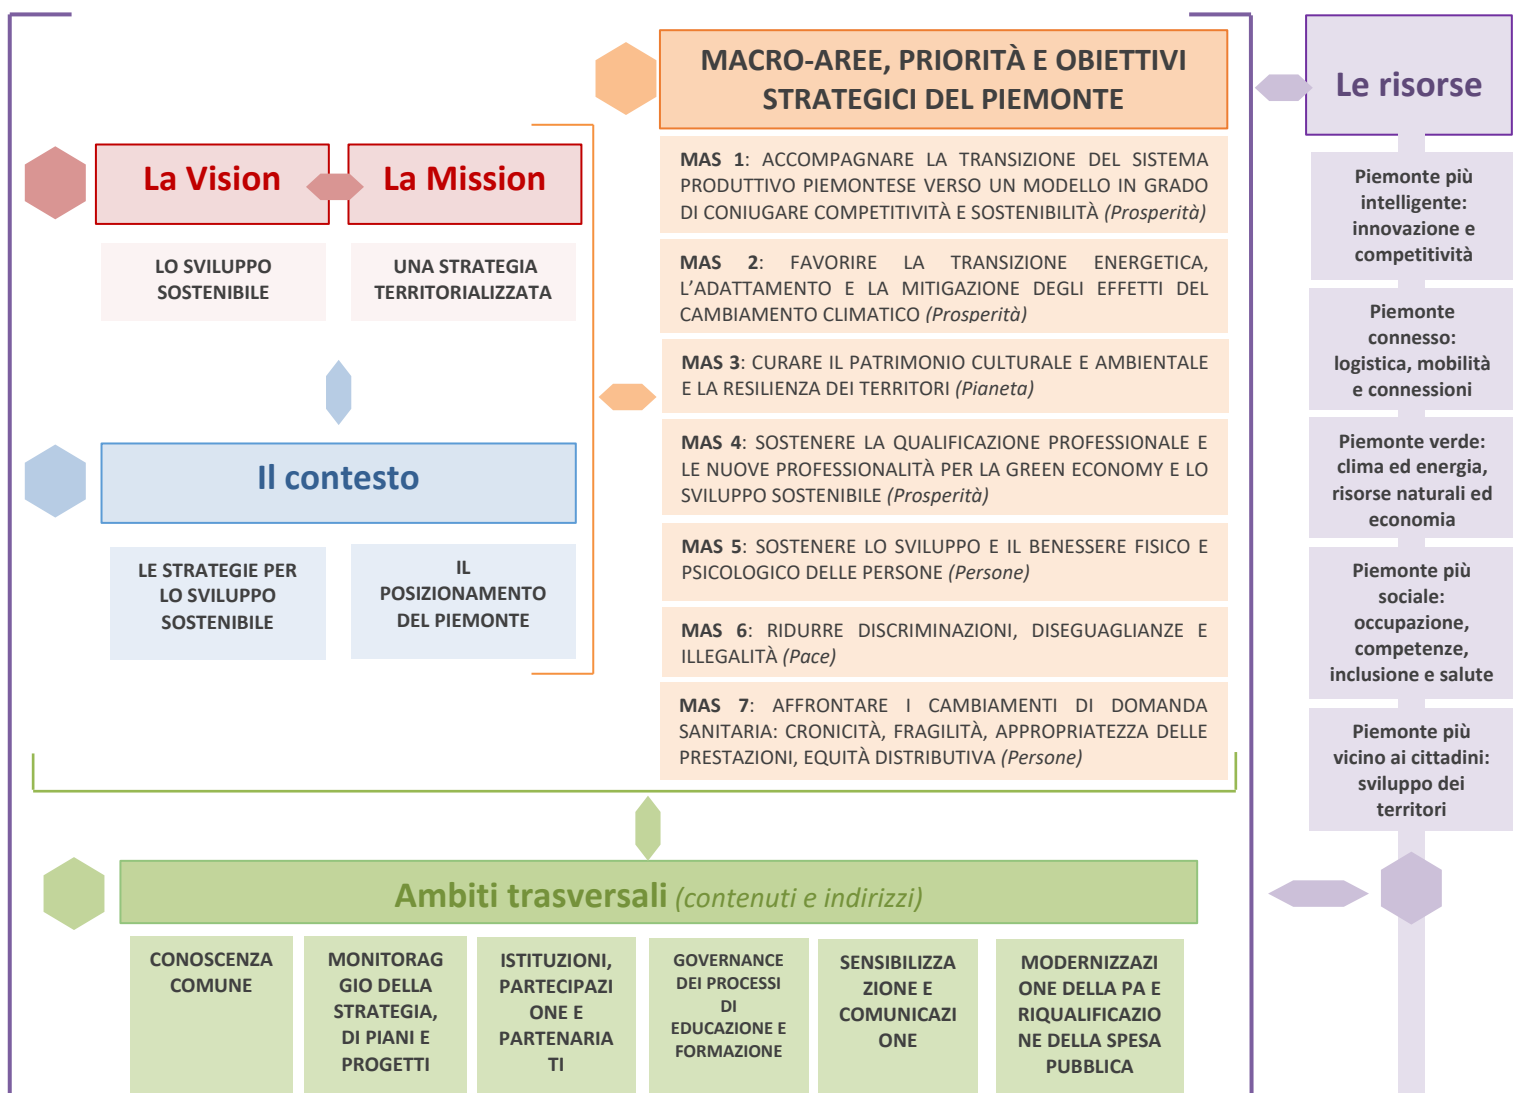 La Vision
La Mission
LO SVILUPPO
SOSTENIBILE
UNA STRATEGIA
TERRITORIALIZZATA
Il contesto
LE STRATEGIE PER
LO SVILUPPO
SOSTENIBILE
IL
POSIZIONAMENTO
DEL PIEMONTE
MACRO-AREE, PRIORITÀ E OBIETTIVI
STRATEGICI DEL PIEMONTE
MAS 1: ACCOMPAGNARE LA TRANSIZIONE DEL SISTEMA
PRODUTTIVO PIEMONTESE VERSO UN MODELLO IN GRADO
DI CONIUGARE COMPETITIVITÀ E SOSTENIBILITÀ (Prosperità)
MAS 2: FAVORIRE LA TRANSIZIONE ENERGETICA,
L’ADATTAMENTO E LA MITIGAZIONE DEGLI EFFETTI DEL
CAMBIAMENTO CLIMATICO (Prosperità)
MAS 3: CURARE IL PATRIMONIO CULTURALE E AMBIENTALE
E LA RESILIENZA DEI TERRITORI (Pianeta)
MAS 4: SOSTENERE LA QUALIFICAZIONE PROFESSIONALE E
LE NUOVE PROFESSIONALITÀ PER LA GREEN ECONOMY E LO
SVILUPPO SOSTENIBILE (Prosperità)
MAS 5: SOSTENERE LO SVILUPPO E IL BENESSERE FISICO E
PSICOLOGICO DELLE PERSONE (Persone)
MAS 6: RIDURRE DISCRIMINAZIONI, DISEGUAGLIANZE E
ILLEGALITÀ (Pace)
MAS 7: AFFRONTARE I CAMBIAMENTI DI DOMANDA
SANITARIA: CRONICITÀ, FRAGILITÀ, APPROPRIATEZZA DELLE
PRESTAZIONI, EQUITÀ DISTRIBUTIVA (Persone)
Le risorse
Piemonte più
intelligente:
innovazione e
competitività
Piemonte
connesso:
logistica, mobilità
e connessioni
Piemonte verde:
clima ed energia,
risorse naturali ed
economia
Piemonte più
sociale:
occupazione,
competenze,
inclusione e salute
Piemonte più
vicino ai cittadini:
sviluppo dei
territori
Ambiti trasversali (contenuti e indirizzi)
CONOSCENZA
COMUNE
MONITORAG
GIO DELLA
STRATEGIA,
DI PIANI E
PROGETTI
ISTITUZIONI,
PARTECIPAZI
ONE E
PARTENARIA
TI
GOVERNANCE
DEI PROCESSI
DI
EDUCAZIONE E
FORMAZIONE
SENSIBILIZZA
ZIONE E
COMUNICAZI
ONE
MODERNIZZAZI
ONE DELLA PA E
RIQUALIFICAZIO
NE DELLA SPESA
PUBBLICA